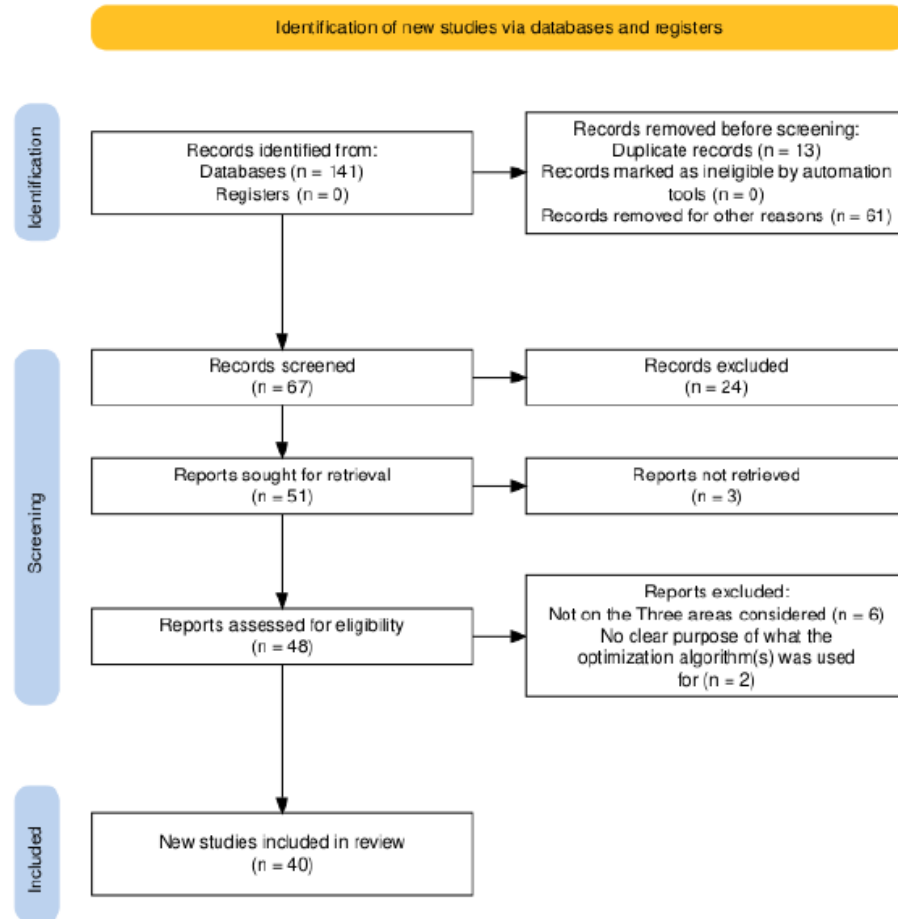 Identification of new studies via databases and registers
Identification
Records identified from:
Databases (n = 141)
Registers (n = 0)
Records removed before screening:
Duplicate records (n = 13)
Records marked as ineligible by automation
tools (n = 0)
Records removed for other reasons (n = 61)
Screening
Records screened
(n = 67)
Records excluded
(n = 24)
Reports sought for retrieval
(n = 51)
Reports not retrieved
(n = 3)
Reports assessed for eligibility
(n = 48)
Reports excluded:
Not on the Three areas considered (n = 6)
No clear purpose of what the
optimization algorithm(s) was used
for (n = 2)
Included
New studies included in review
(n = 40)